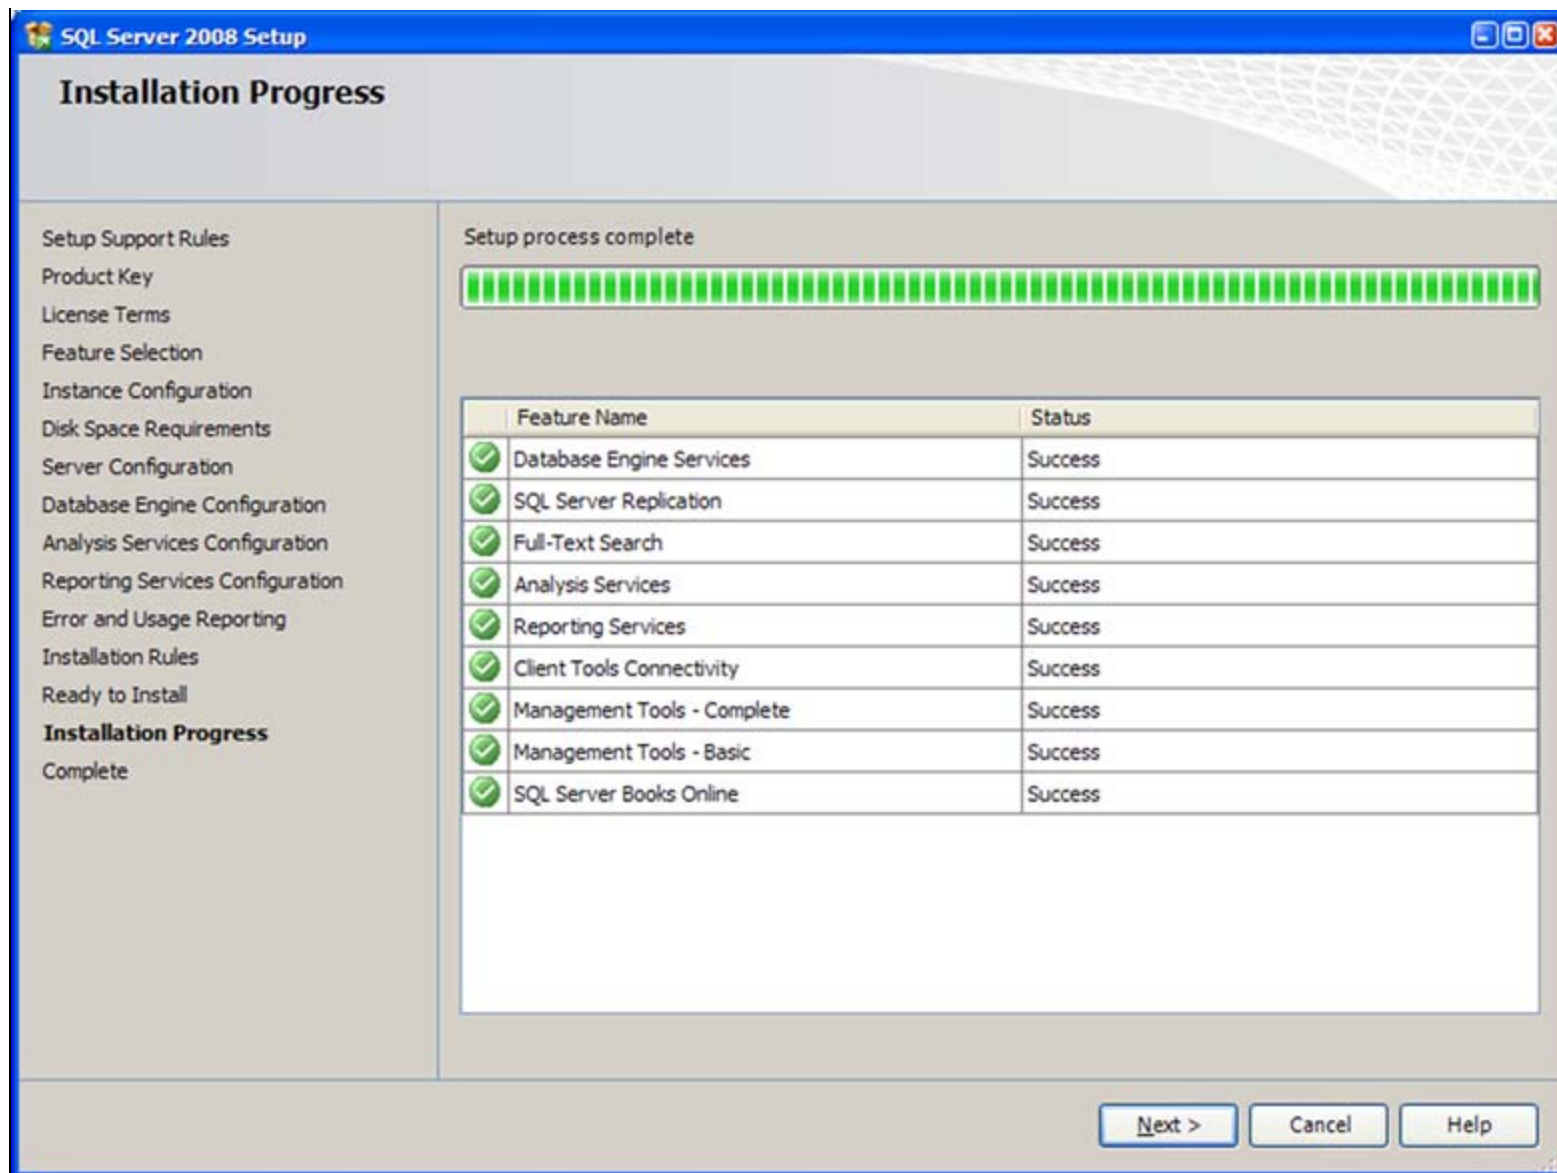 SQL Server 2008 Setup
Installation Progress
Setup Support Rules
Product Key
License Terms
Feature Selection
Instance Configuration
Disk Space Requirements
Server Configuration
Database Engine Configuration
Analysis Services Configuration
Reporting Services Configuration
Error and Usage Reporting
Installation Rules
Ready to Install
Installation Progress
Complete
Setup process complete
Feature Name Status
Database Engine Services Success
SQL Server Replication Success
Full-Text Search Success
Analysis Services Success
Reporting Services Success
Client Tools Connectivity Success
Management Tools - Complete Success
Management Tools - Basic Success
SQL Server Books Online Success
Next > Cancel Help